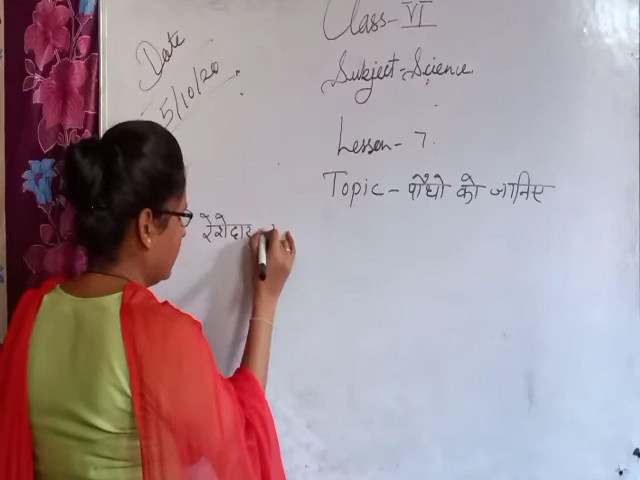 Date
5/10/20
Class- VI
Subject- Science
Lesson- 7.
Topic- पौधो को जानिए
रेशेदार